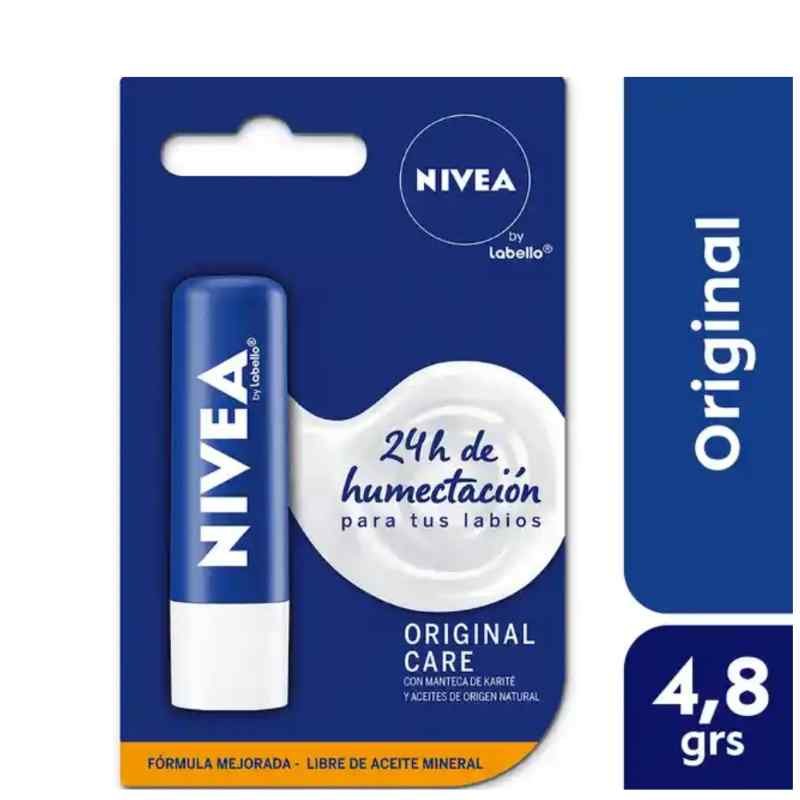 NIVEA
by
Labello®
NIVEA
by Labello®
24h de
humectación
para tus labios
ORIGINAL
CARE
CON MANTECA DE KARITÉ
Y ACEITES DE ORIGEN NATURAL
FÓRMULA MEJORADA - LIBRE DE ACEITE MINERAL
Original
4,8
grs